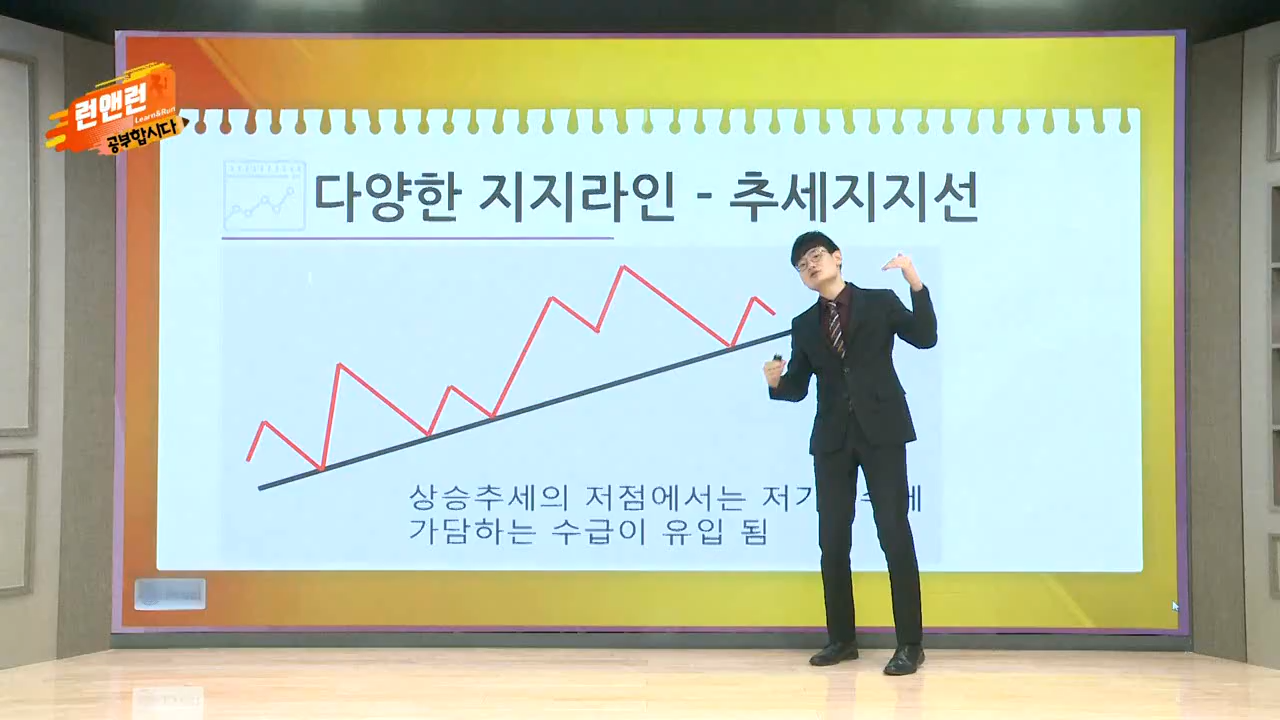 런앤런
Learn&Run
공부합시다
다양한 지지라인 - 추세지지선
상승추세의 저점에서는
가담하는 수급이 유입 됨